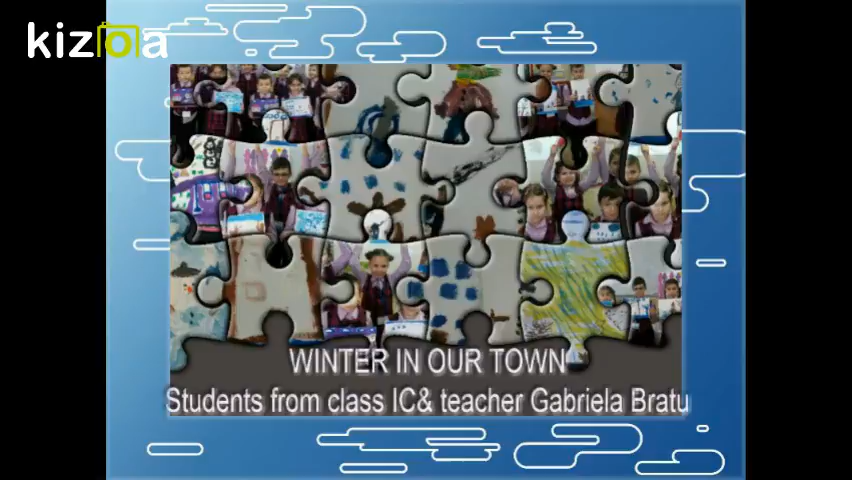 kizoa
WINTER IN OUR TOWN
Students from class IC& teacher Gabriela Bratu